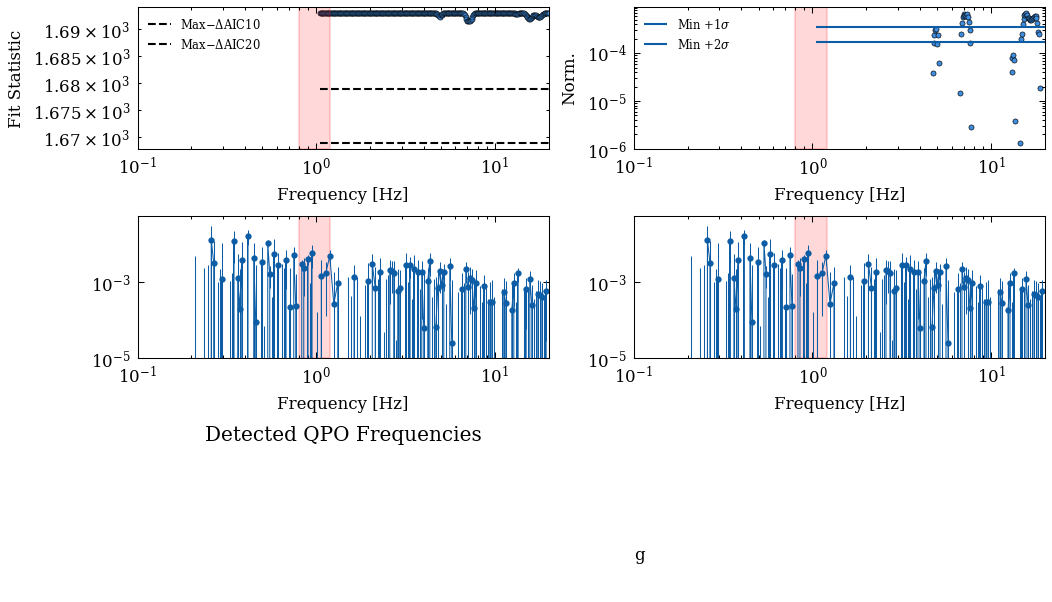 Fit Statistic
1.69 × 10³
1.685 × 10³
1.68 × 10³
1.675 × 10³
1.67 × 10³
Max−ΔAIC10
Max−ΔAIC20
10⁻¹ 10⁰ 10¹
Frequency [Hz]
Norm.
10⁻⁴
10⁻⁵
10⁻⁶
Min +1σ
Min +2σ
10⁻¹ 10⁰ 10¹
Frequency [Hz]
10⁻³
10⁻⁵
10⁻¹ 10⁰ 10¹
Frequency [Hz]
10⁻³
10⁻⁵
10⁻¹ 10⁰ 10¹
Frequency [Hz]
Detected QPO Frequencies
g